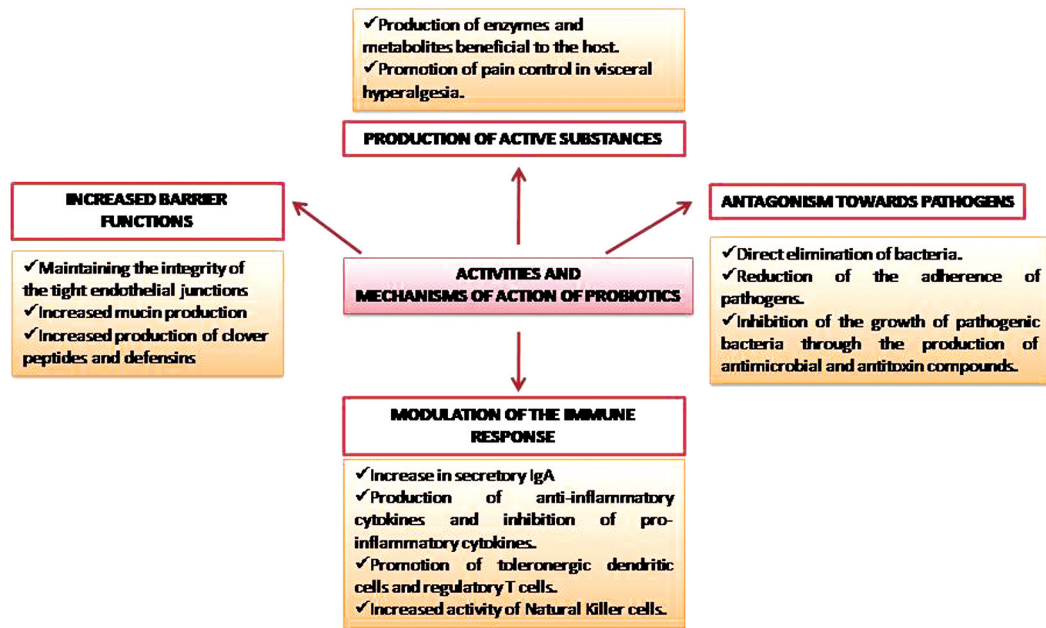 ✓Production of enzymes and
metabolites beneficial to the host.
✓Promotion of pain control in visceral
hyperalgesia.
PRODUCTION OF ACTIVE SUBSTANCES
INCREASED BARRIER
FUNCTIONS
✓Maintaining the integrity of
the tight endothelial junctions
✓Increased mucin production
✓Increased production of clover
peptides and defensins
ACTIVITIES AND
MECHANISMS OF ACTION OF PROBIOTICS
ANTAGONISM TOWARDS PATHOGENS
✓Direct elimination of bacteria.
✓Reduction of the adherence of
pathogens.
✓Inhibition of the growth of pathogenic
bacteria through the production of
antimicrobial and antitoxin compounds.
MODULATION OF THE IMMUNE
RESPONSE
✓Increase in secretory IgA
✓Production of anti-inflammatory
cytokines and inhibition of pro-
inflammatory cytokines.
✓Promotion of toleronergic dendritic
cells and regulatory T cells.
✓Increased activity of Natural Killer cells.